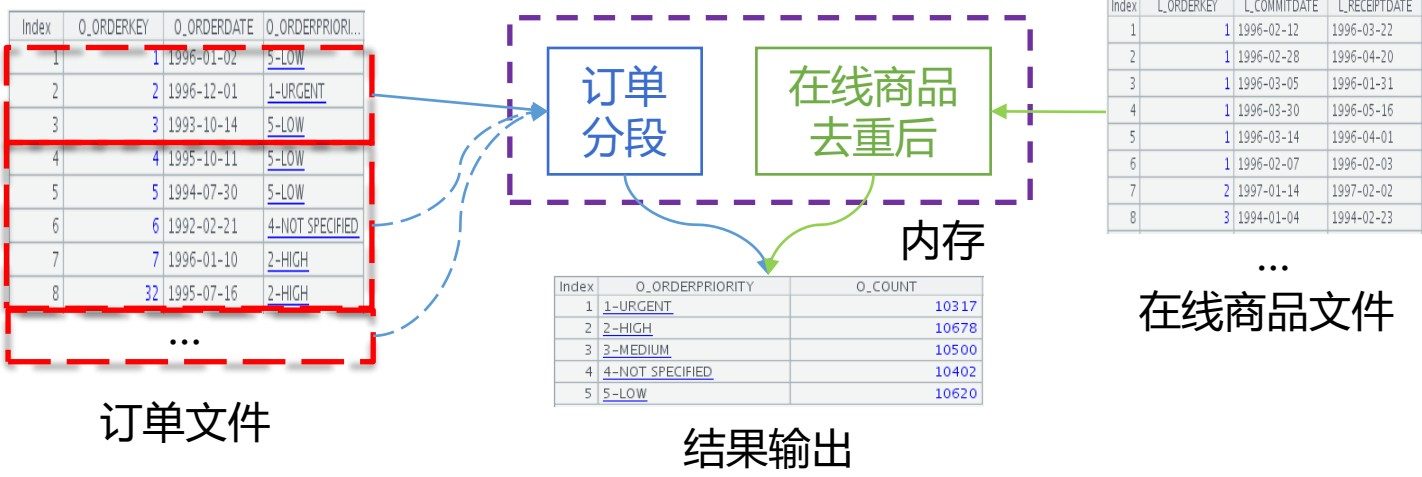 Index O_ORDERKEY O_ORDERDATE O_ORDERPRIORI...
1 1 1996-01-02 5-LOW
2 2 1996-12-01 1-URGENT
3 3 1993-10-14 5-LOW
4 4 1995-10-11 5-LOW
5 5 1994-07-30 5-LOW
6 6 1992-02-21 4-NOT SPECIFIED
7 7 1996-01-10 2-HIGH
8 32 1995-07-16 2-HIGH
...
订单文件
订单
分段
在线商品
去重后
内存
Index O_ORDERPRIORITY O_COUNT
1 1-URGENT 10317
2 2-HIGH 10678
3 3-MEDIUM 10500
4 4-NOT SPECIFIED 10402
5 5-LOW 10620
结果输出
Index L_ORDERKEY L_COMMITDATE L_RECEIPTDATE
1 1 1996-02-12 1996-03-22
2 1 1996-02-28 1996-04-20
3 1 1996-03-05 1996-01-31
4 1 1996-03-30 1996-05-16
5 1 1996-03-14 1996-04-01
6 1 1996-02-07 1996-02-03
7 2 1997-01-14 1997-02-02
8 3 1994-01-04 1994-02-23
...
在线商品文件